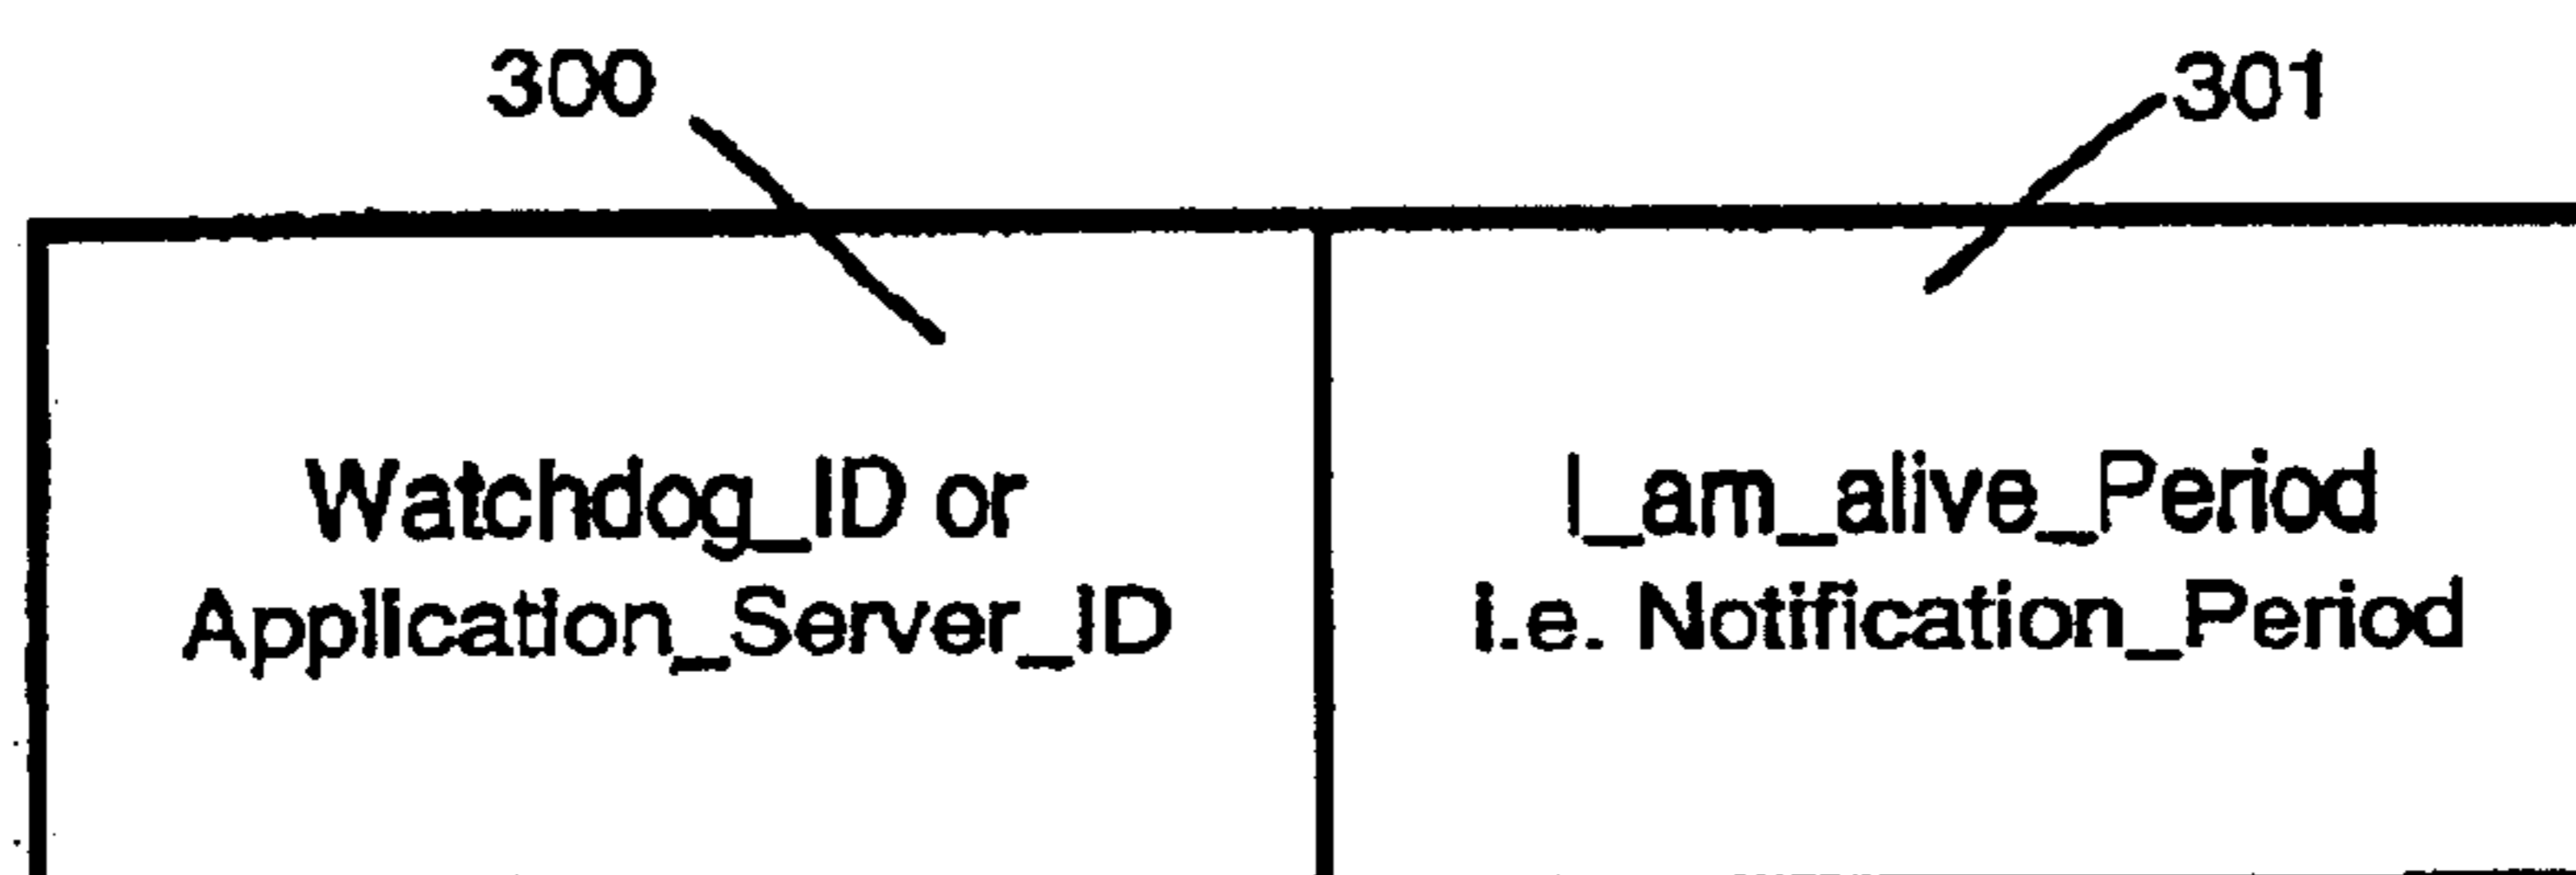 300
301
Watchdog_ID or
Application_Server_ID
I_am_alive_Period
i.e. Notification_Period